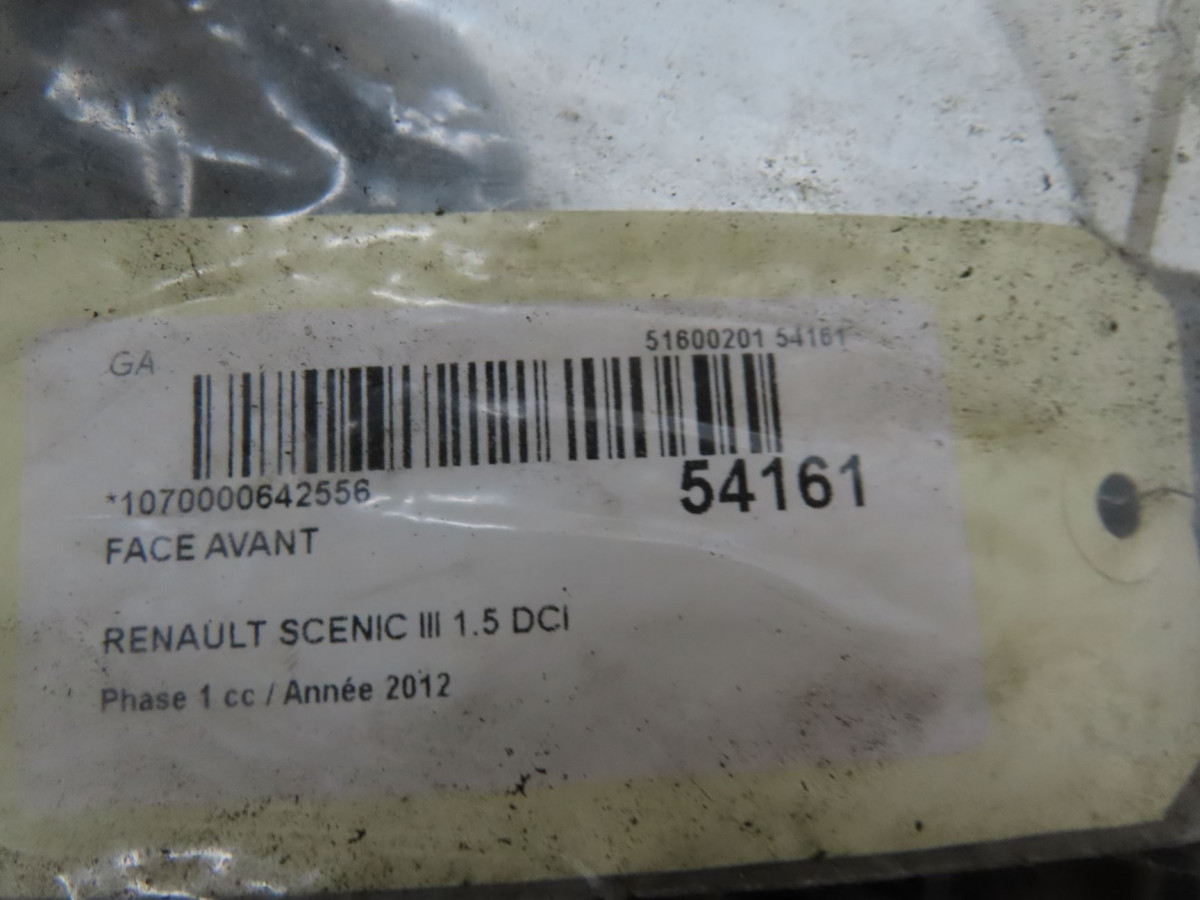 GA
51600201 54161
*1070000642556
54161
FACE AVANT
RENAULT SCENIC III 1.5 DCI
Phase 1 cc / Année 2012